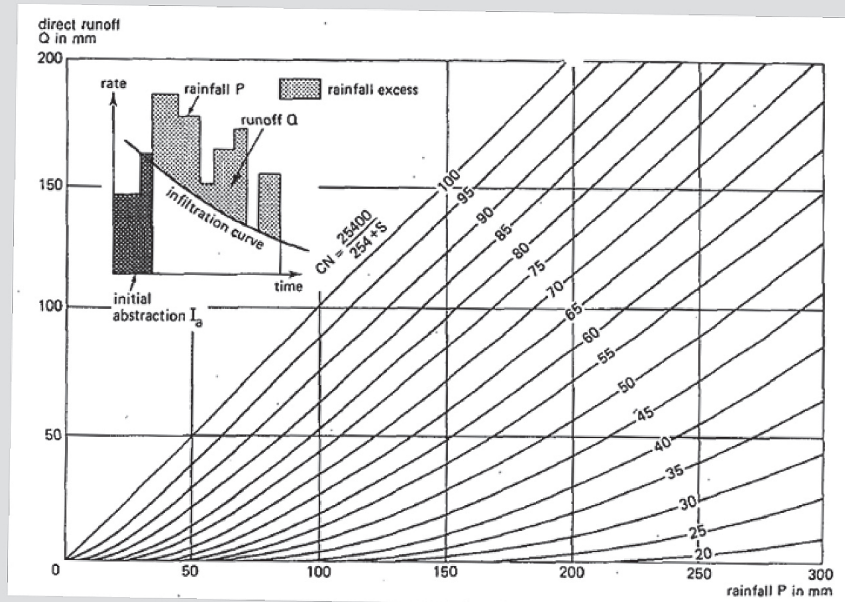 direct runoff
Q in mm
200
150
100
50
0
rate
rainfall P
rainfall excess
runoff Q
infiltration curve
time
initial
abstraction Ia
CN = 25400
254+S
100
95
90
85
80
75
70
65
60
55
50
45
40
35
30
25
20
50
100
150
200
250
300
rainfall P in mm